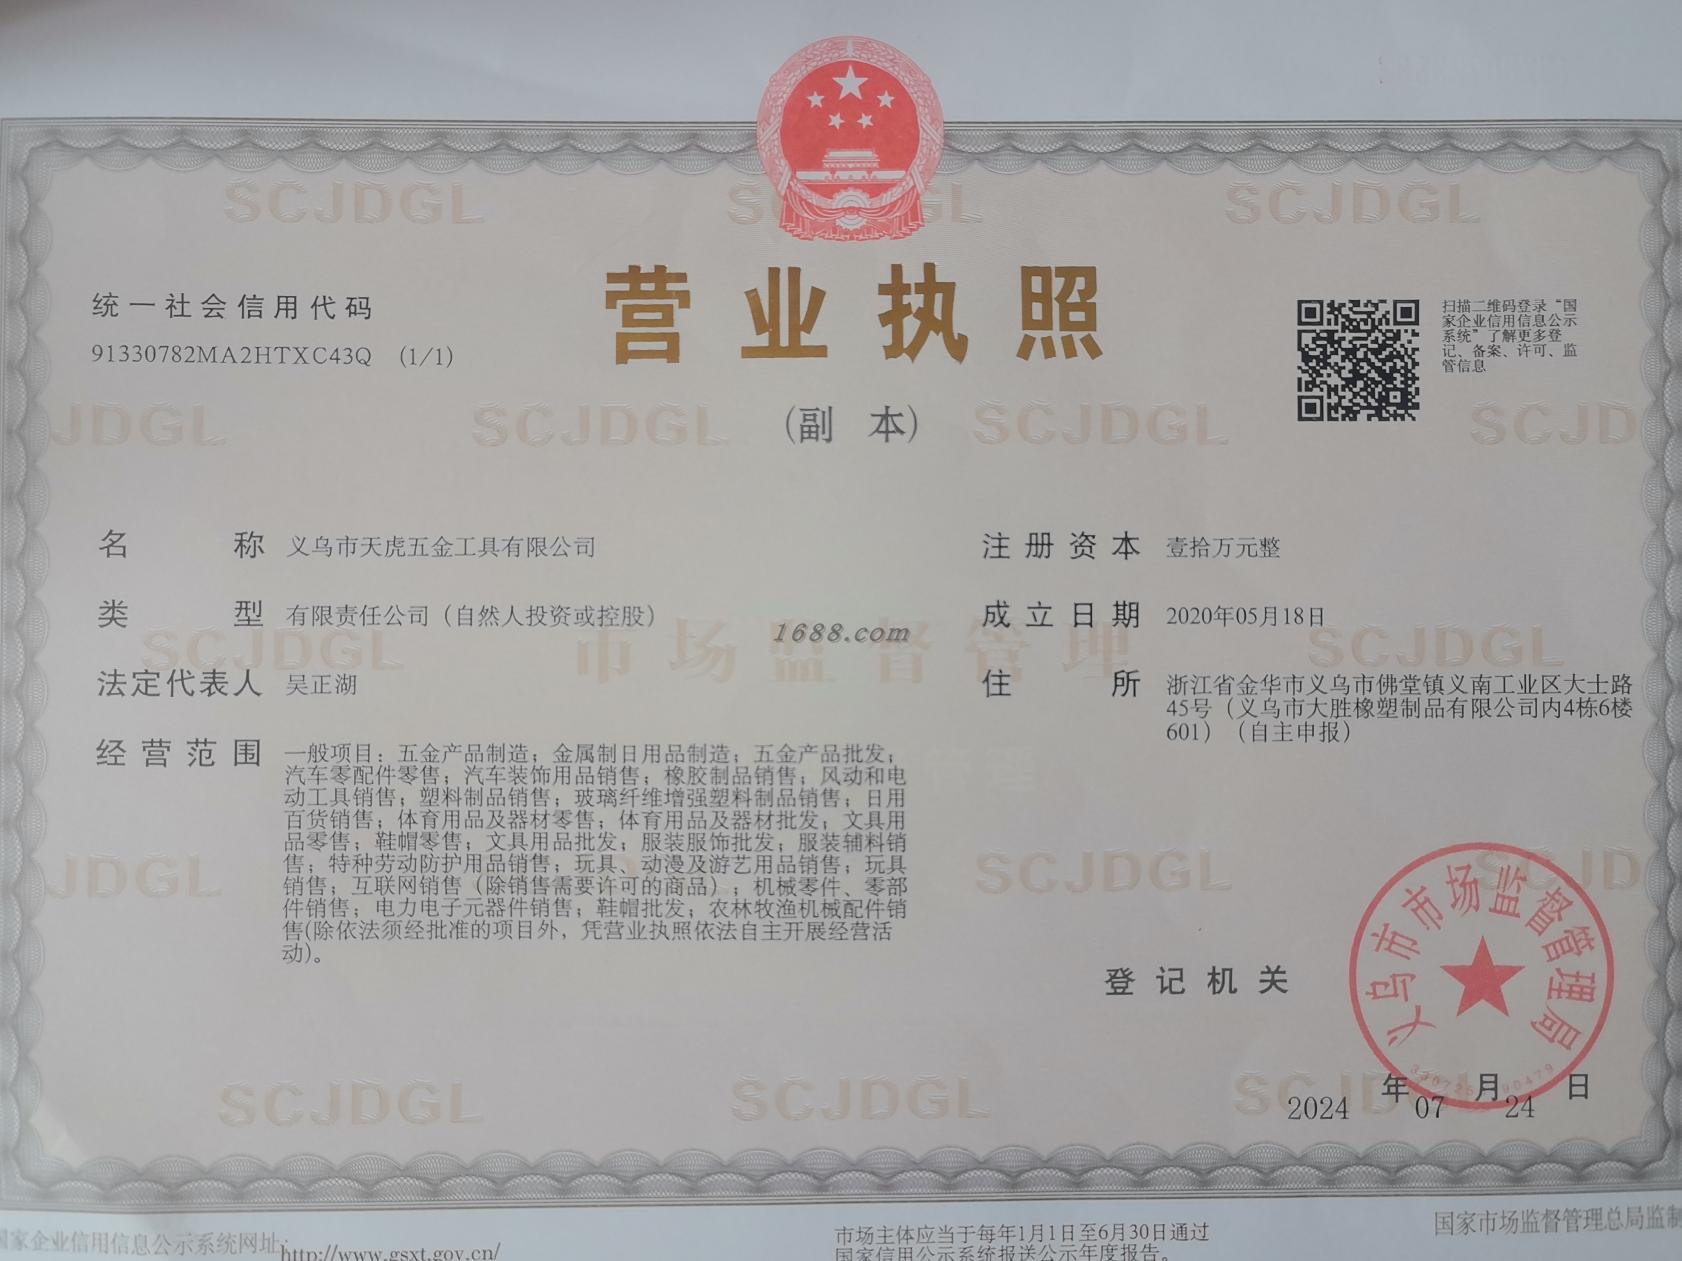 SCJDGL SCJDGL SCJDGL
统一社会信用代码
91330782MA2HTXC43Q (1/1)
营业执照
(副 本)
扫描二维码登录“国
家企业信用信息公示
系统”了解更多登
记、备案、许可、监
管信息
JDGL SCJDGL SCJDGL SCJD
名称 义乌市天虎五金工具有限公司
注册资本 壹拾万元整
类型 有限责任公司（自然人投资或控股）
成立日期 2020年05月18日
1688.com
SCJDGL 市场监督管理 SCJDGL
法定代表人 吴正湖
住所 浙江省金华市义乌市佛堂镇义南工业区大士路
45号（义乌市大胜橡塑制品有限公司内4栋6楼
601）（自主申报）
经营范围 一般项目：五金产品制造；金属制日用品制造；五金产品批发；
汽车零配件零售；汽车装饰用品销售；橡胶制品销售；风动和电
动工具销售；塑料制品销售；玻璃纤维增强塑料制品销售；日用
百货销售；体育用品及器材零售；体育用品及器材批发；文具用
品零售；鞋帽零售；文具用品批发；服装服饰批发；服装辅料销
售；特种劳动防护用品销售；玩具、动漫及游艺用品销售；玩具
销售；互联网销售（除销售需要许可的商品）；机械零件、零部
件销售；电力电子元器件销售；鞋帽批发；农林牧渔机械配件销
售(除依法须经批准的项目外，凭营业执照依法自主开展经营活
动)。
JDGL SCJDGL SCJD
义乌市市场监督管理局
登记机关
2024年07月24日
SCJDGL SCJDGL
国家企业信用信息公示系统网址：http://www.gsxt.gov.cn/
市场主体应当于每年1月1日至6月30日通过
国家信用公示系统报送公示年度报告。
国家市场监督管理总局监制